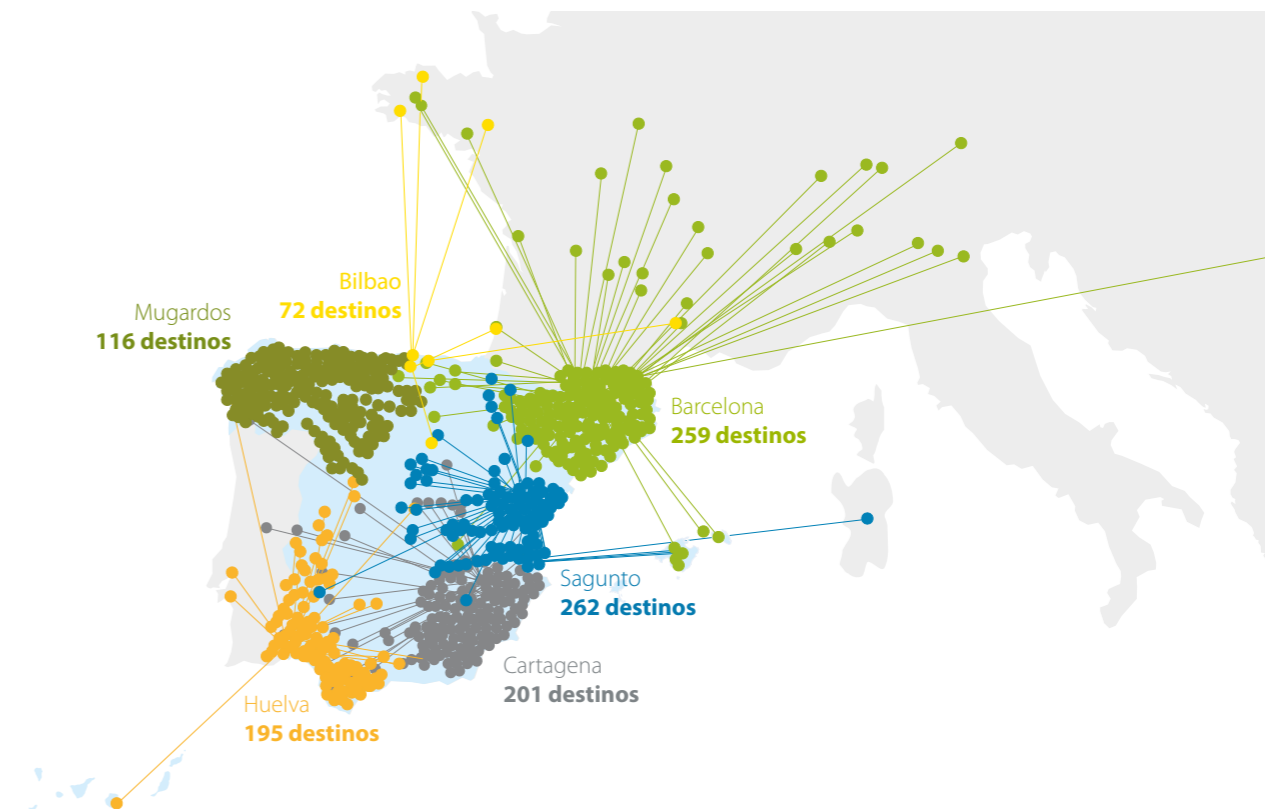 Bilbao
72 destinos
Mugardos
116 destinos
Barcelona
259 destinos
Sagunto
262 destinos
Cartagena
201 destinos
Huelva
195 destinos